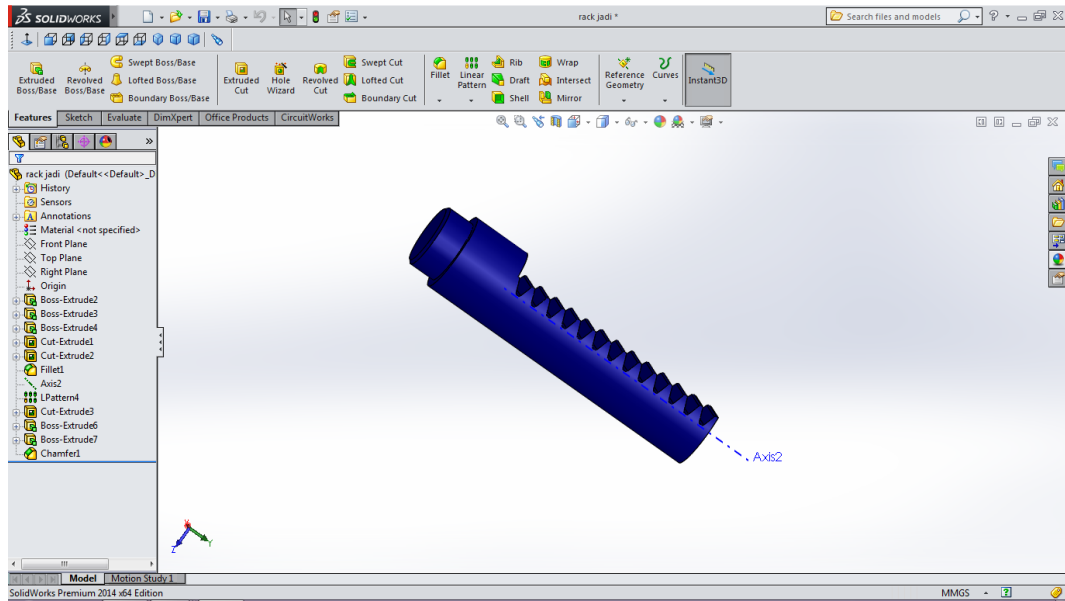 SOLIDWORKS
rack jadi *
Search files and models
Extruded Boss/Base
Revolved Boss/Base
Swept Boss/Base
Lofted Boss/Base
Boundary Boss/Base
Extruded Cut
Hole Wizard
Revolved Cut
Swept Cut
Lofted Cut
Boundary Cut
Fillet
Linear Pattern
Rib
Draft
Shell
Wrap
Intersect
Mirror
Reference Geometry
Curves
Instant3D
Features
Sketch
Evaluate
DimXpert
Office Products
CircuitWorks
rack jadi (Default<<Default>_D
History
Sensors
Annotations
Material <not specified>
Front Plane
Top Plane
Right Plane
Origin
Boss-Extrude2
Boss-Extrude3
Boss-Extrude4
Cut-Extrude1
Cut-Extrude2
Fillet1
Axis2
LPattern4
Cut-Extrude3
Boss-Extrude6
Boss-Extrude7
Chamfer1
Axis2
X
Y
Z
Model
Motion Study 1
SolidWorks Premium 2014 x64 Edition
MMGS